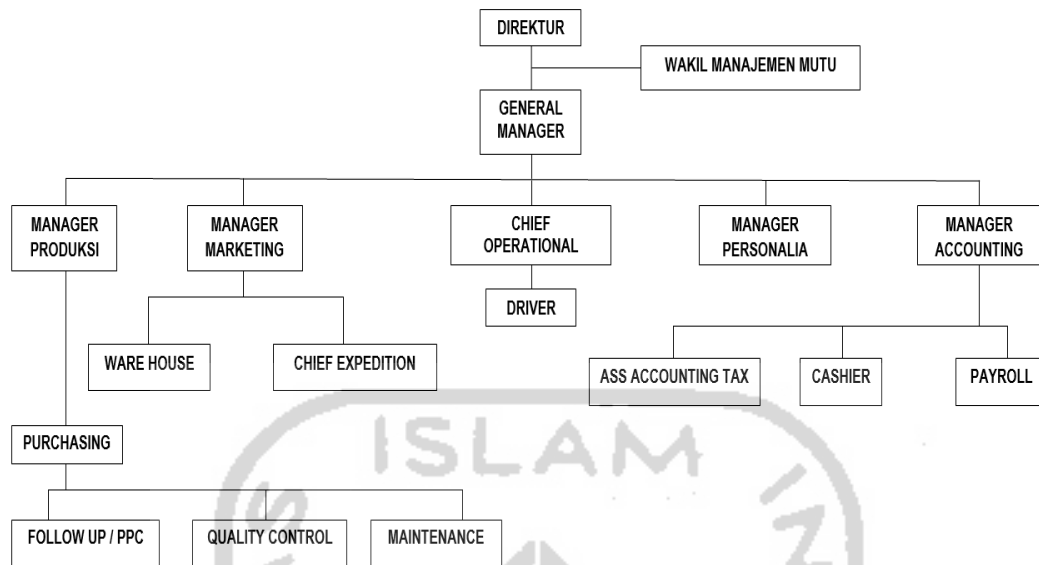 DIREKTUR
WAKIL MANAJEMEN MUTU
GENERAL
MANAGER
MANAGER
PRODUKSI
MANAGER
MARKETING
CHIEF
OPERATIONAL
MANAGER
PERSONALIA
MANAGER
ACCOUNTING
DRIVER
WARE HOUSE
CHIEF EXPEDITION
ASS ACCOUNTING TAX
CASHIER
PAYROLL
PURCHASING
ISLAM
FOLLOW UP / PPC
QUALITY CONTROL
MAINTENANCE